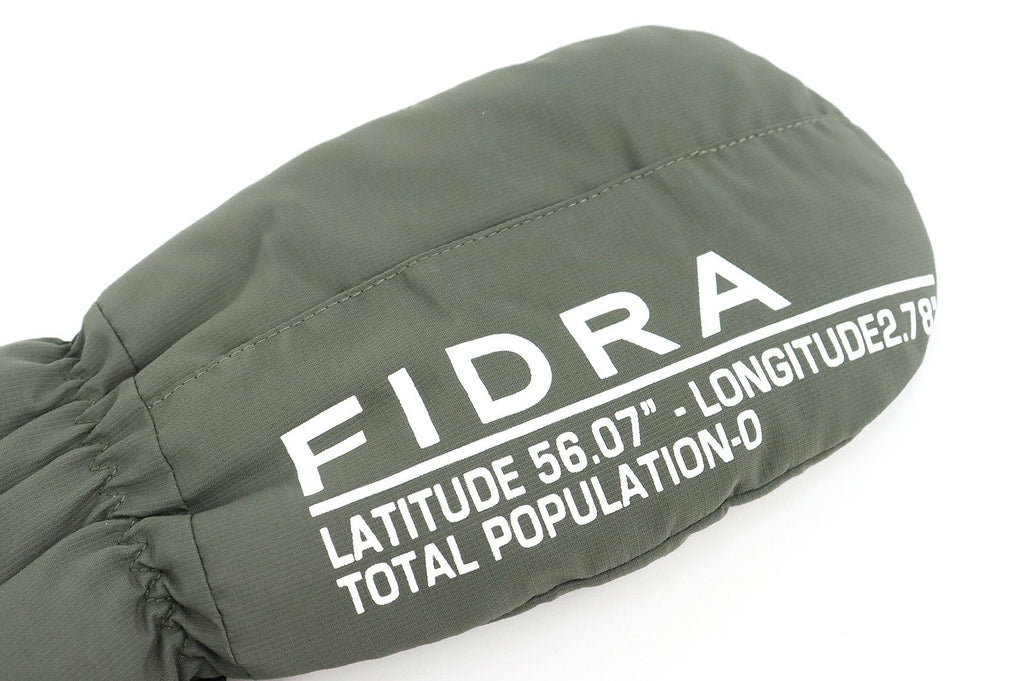 FIDRA
LATITUDE 56.07” - LONGITUDE2.78
TOTAL POPULATION-0